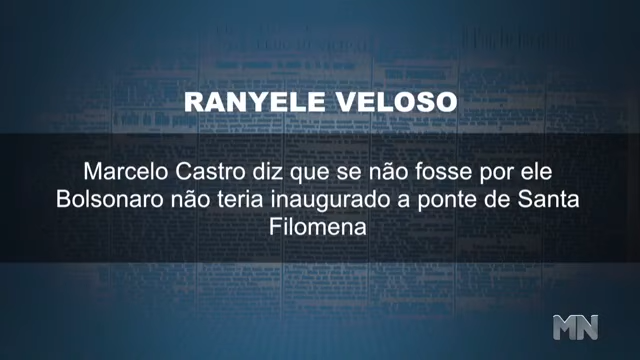 RANYELE VELOSO
Marcelo Castro diz que se não fosse por ele
Bolsonaro não teria inaugurado a ponte de Santa
Filomena
MN